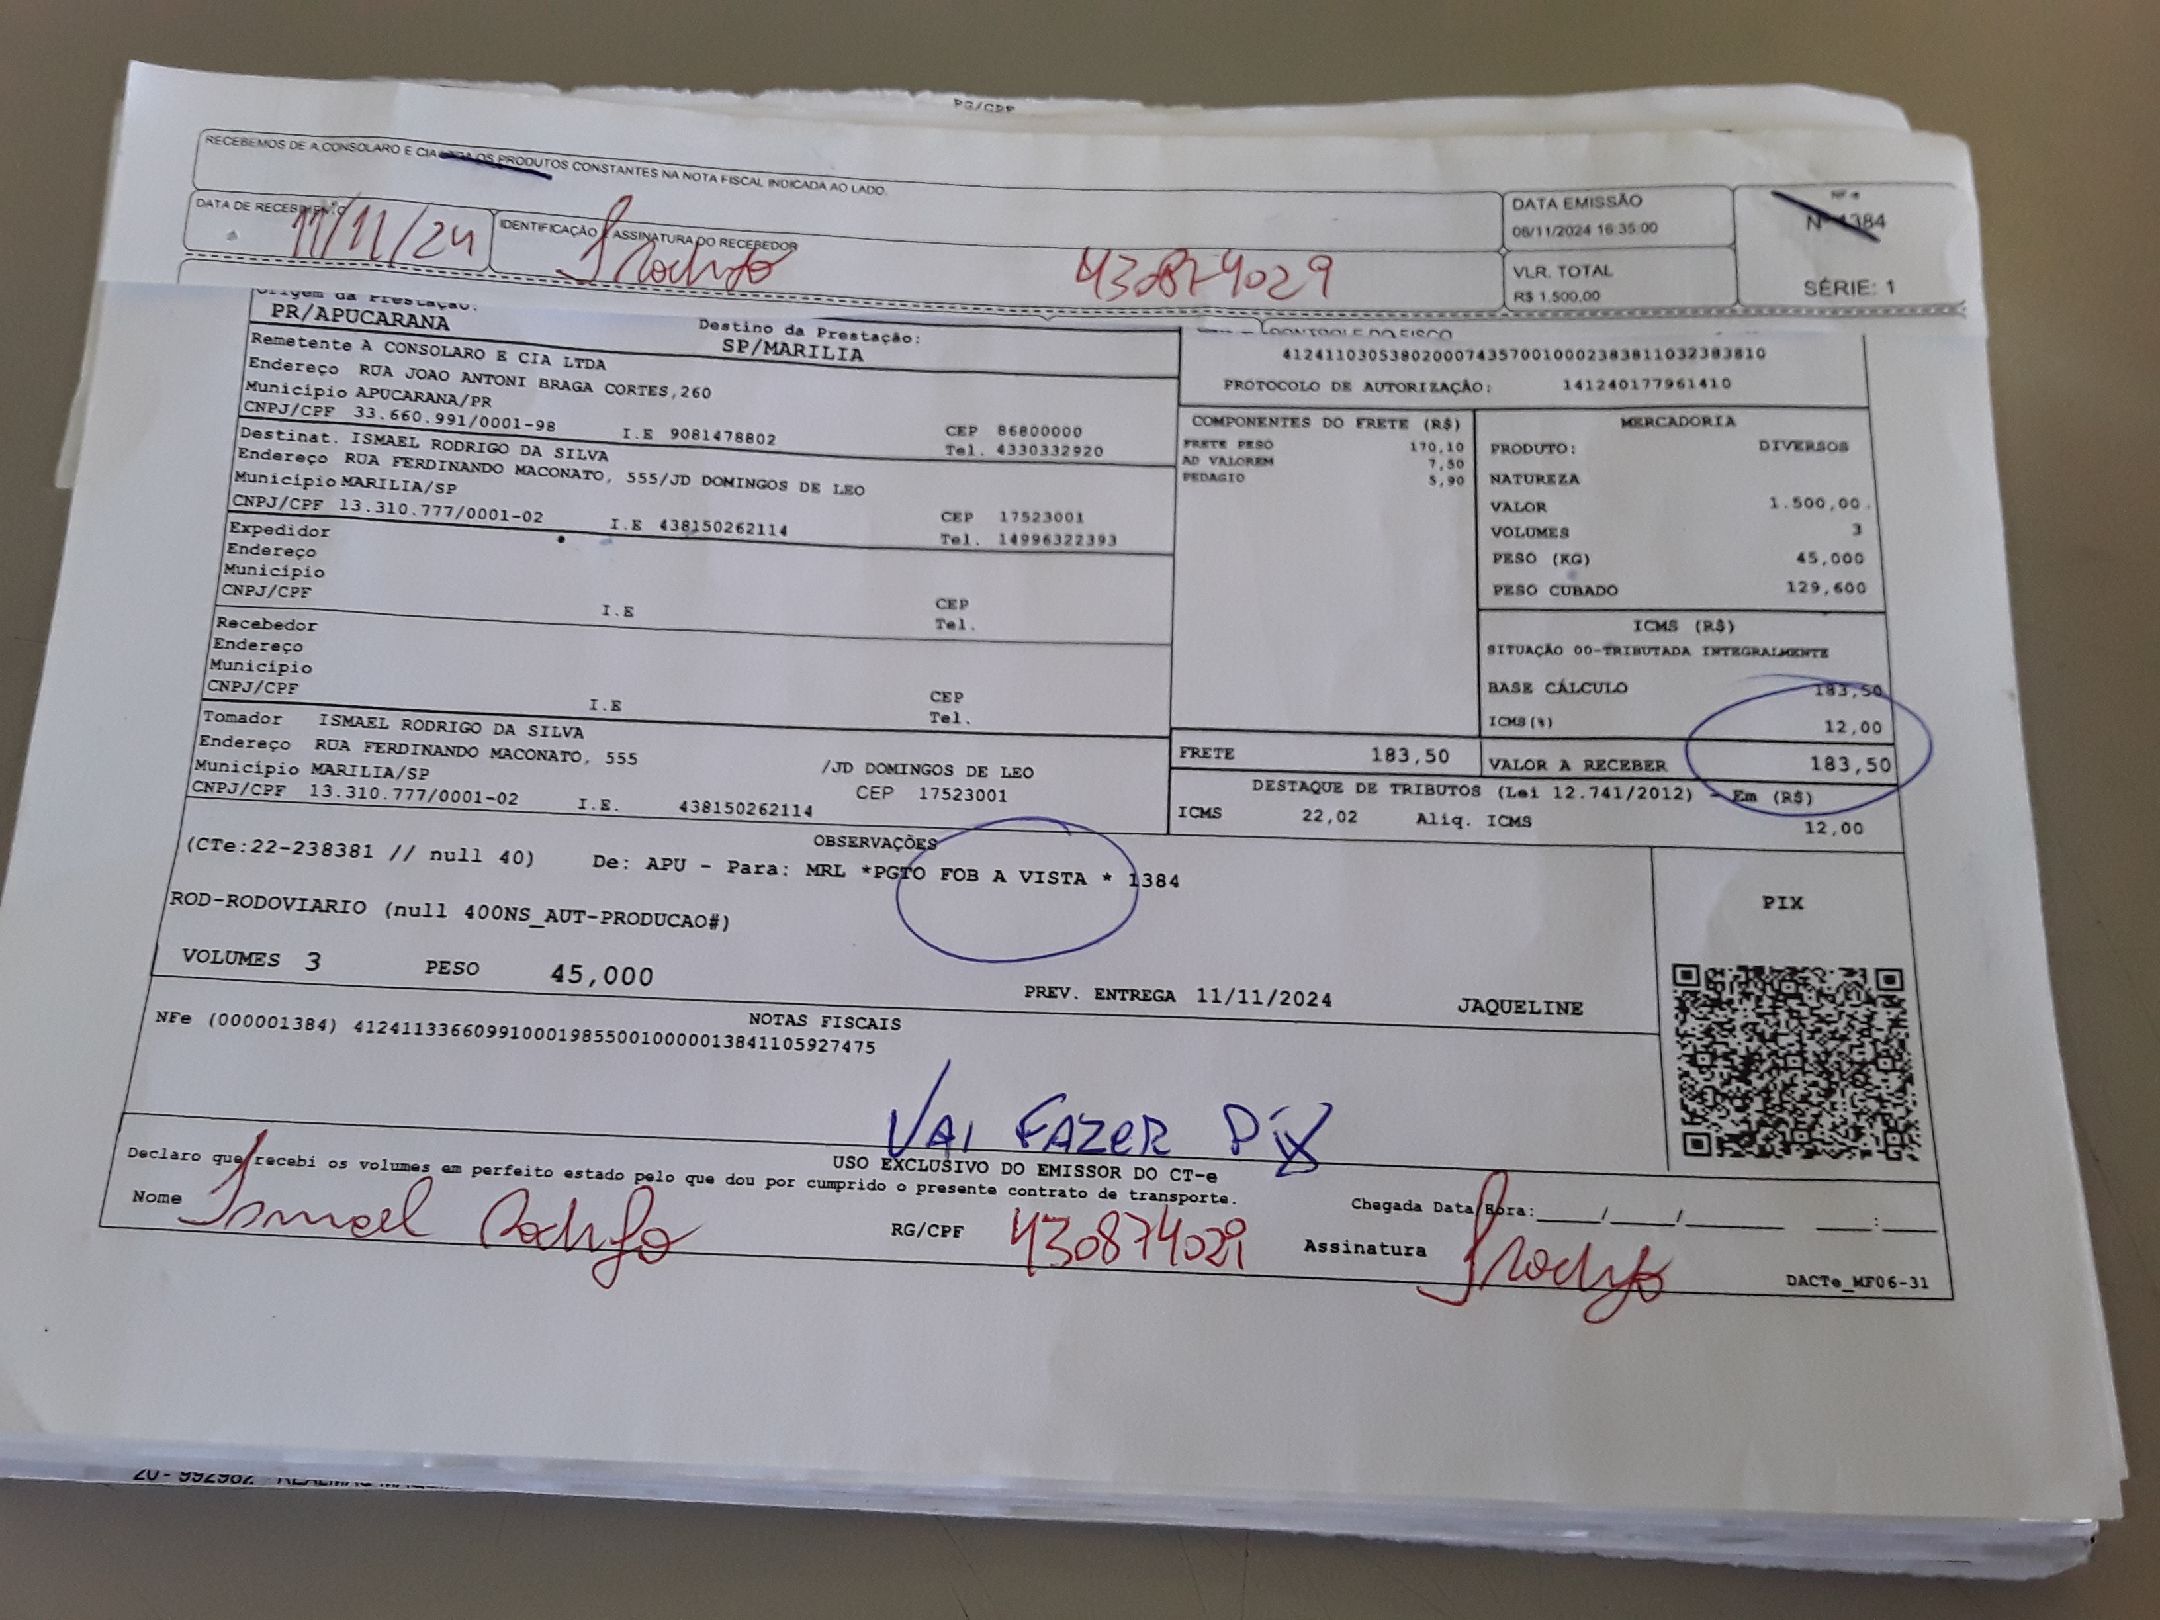 PG/CPF
RECEBEMOS DE A.CONSOLARO E CIA LTDA OS PRODUTOS CONSTANTES NA NOTA FISCAL INDICADA AO LADO.
DATA DE RECEBIMENTO
11/11/24
IDENTIFICAÇÃO E ASSINATURA DO RECEBEDOR
430874029
DATA EMISSÃO
08/11/2024 16:35:00
VLR. TOTAL
R$ 1.500,00
NF-e
Nº 1384
SÉRIE: 1
Origem da Prestação:
PR/APUCARANA
Destino da Prestação:
SP/MARILIA
CONTROLE DO FISCO
41241103053802000743570010002383811032383810
PROTOCOLO DE AUTORIZAÇÃO: 141240177961410
Remetente A CONSOLARO E CIA LTDA
Endereço RUA JOAO ANTONI BRAGA CORTES,260
Município APUCARANA/PR
CNPJ/CPF 33.660.991/0001-98 I.E 9081478802
CEP 86800000
Tel. 4330332920
Destinat. ISMAEL RODRIGO DA SILVA
Endereço RUA FERDINANDO MACONATO, 555/JD DOMINGOS DE LEO
Município MARILIA/SP
CNPJ/CPF 13.310.777/0001-02 I.E 438150262114
CEP 17523001
Tel. 14996322393
Expedidor
Endereço
Município
CNPJ/CPF I.E
CEP
Tel.
Recebedor
Endereço
Município
CNPJ/CPF I.E
CEP
Tel.
Tomador ISMAEL RODRIGO DA SILVA
Endereço RUA FERDINANDO MACONATO, 555 /JD DOMINGOS DE LEO
Município MARILIA/SP CEP 17523001
CNPJ/CPF 13.310.777/0001-02 I.E. 438150262114
COMPONENTES DO FRETE (R$)
FRETE PESO 170,10
AD VALOREM 7,50
PEDAGIO 5,90
FRETE 183,50
MERCADORIA
PRODUTO: DIVERSOS
NATUREZA
VALOR 1.500,00
VOLUMES 3
PESO (KG) 45,000
PESO CUBADO 129,600
ICMS (R$)
SITUAÇÃO 00-TRIBUTADA INTEGRALMENTE
BASE CÁLCULO 183,50
ICMS(%) 12,00
VALOR A RECEBER 183,50
DESTAQUE DE TRIBUTOS (Lei 12.741/2012) - Em (R$)
ICMS 22,02 Aliq. ICMS 12,00
OBSERVAÇÕES
(CTe:22-238381 // null 40) De: APU - Para: MRL *PGTO FOB A VISTA * 1384
ROD-RODOVIARIO (null 400NS_AUT-PRODUCAO#)
VOLUMES 3 PESO 45,000 PREV. ENTREGA 11/11/2024 JAQUELINE
PIX
NOTAS FISCAIS
NFe (000001384) 41241133660991000198550010000013841105927475
VAI FAZER PiX
USO EXCLUSIVO DO EMISSOR DO CT-e
Declaro que recebi os volumes em perfeito estado pelo que dou por cumprido o presente contrato de transporte.
Nome Ismael Rodrigo RG/CPF 430874029 Assinatura
Chegada Data Hora:_____/_____/________ ____:____
DACTe_MF06-31
20 - 992982